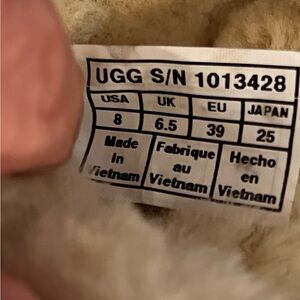 UGG S/N 1013428
USA UK EU JAPAN
8 6.5 39 25
Made Fabrique Hecho
In au en
Vietnam Vietnam Vietnam